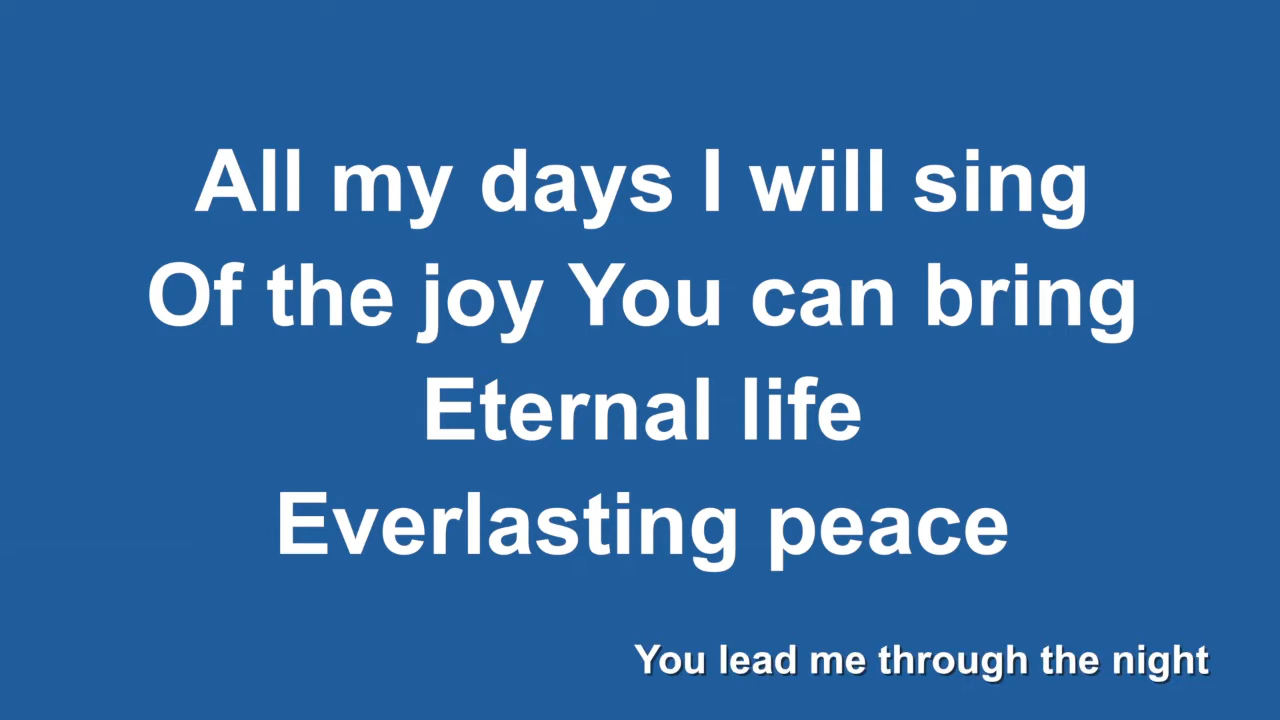 All my days I will sing
Of the joy You can bring
Eternal life
Everlasting peace
You lead me through the night